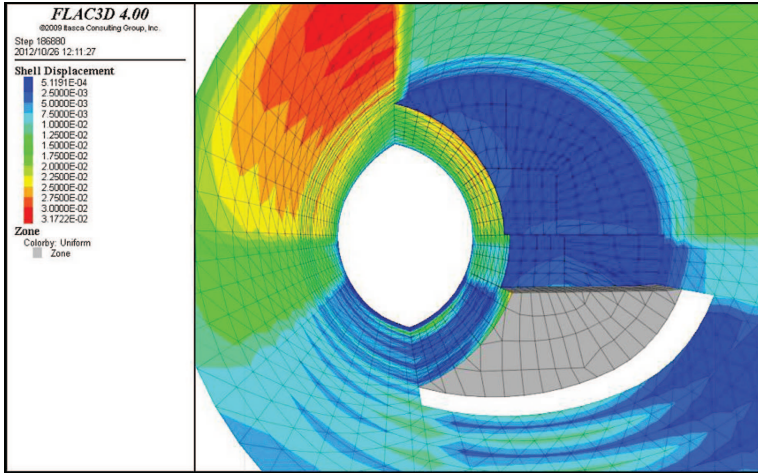 FLAC3D 4.00
©2009 Itasca Consulting Group, Inc.
Step 186880
2012/10/26 12:11:27
Shell Displacement
5.1191E-04
2.5000E-03
5.0000E-03
7.5000E-03
1.0000E-02
1.2500E-02
1.5000E-02
1.7500E-02
2.0000E-02
2.2500E-02
2.5000E-02
2.7500E-02
3.0000E-02
3.1722E-02
Zone
Colorby: Uniform
Zone